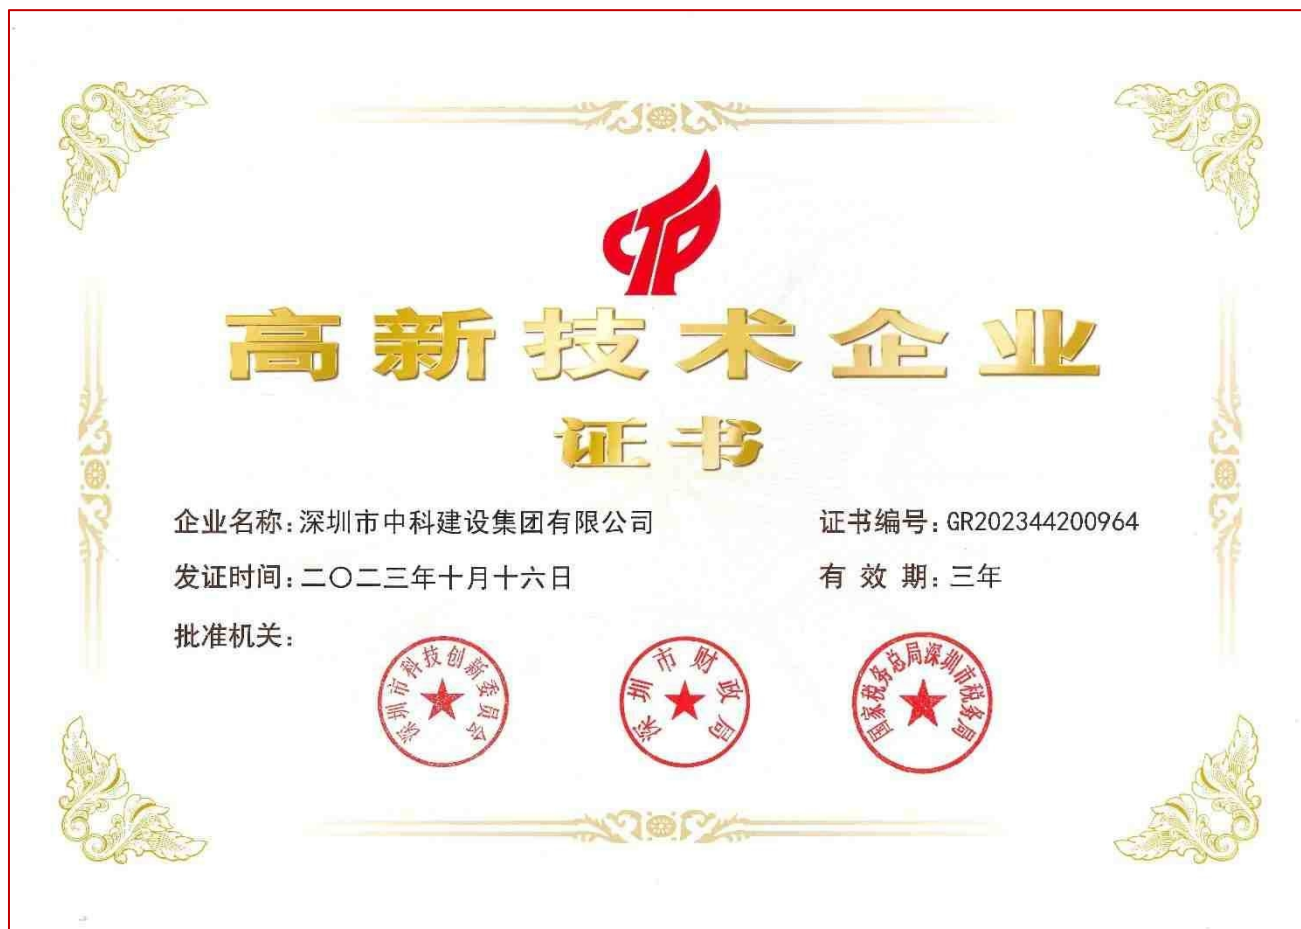 CTP
高新技术企业
证书
企业名称:深圳市中科建设集团有限公司
证书编号:GR202344200964
发证时间:二〇二三年十月十六日
有效期:三年
批准机关:
深圳市科技创新委员会
深圳市财政局
国家税务总局深圳市税务局